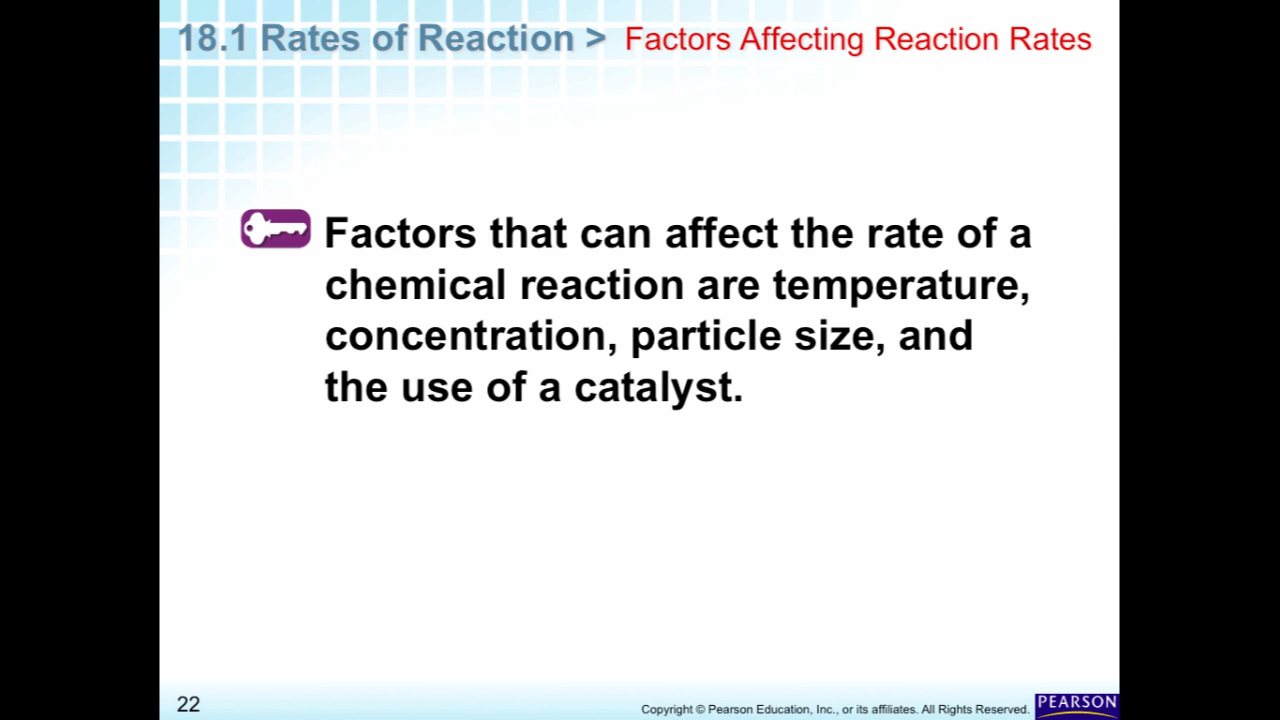 18.1 Rates of Reaction > Factors Affecting Reaction Rates
Factors that can affect the rate of a
chemical reaction are temperature,
concentration, particle size, and
the use of a catalyst.
22
Copyright © Pearson Education, Inc., or its affiliates. All Rights Reserved.
PEARSON